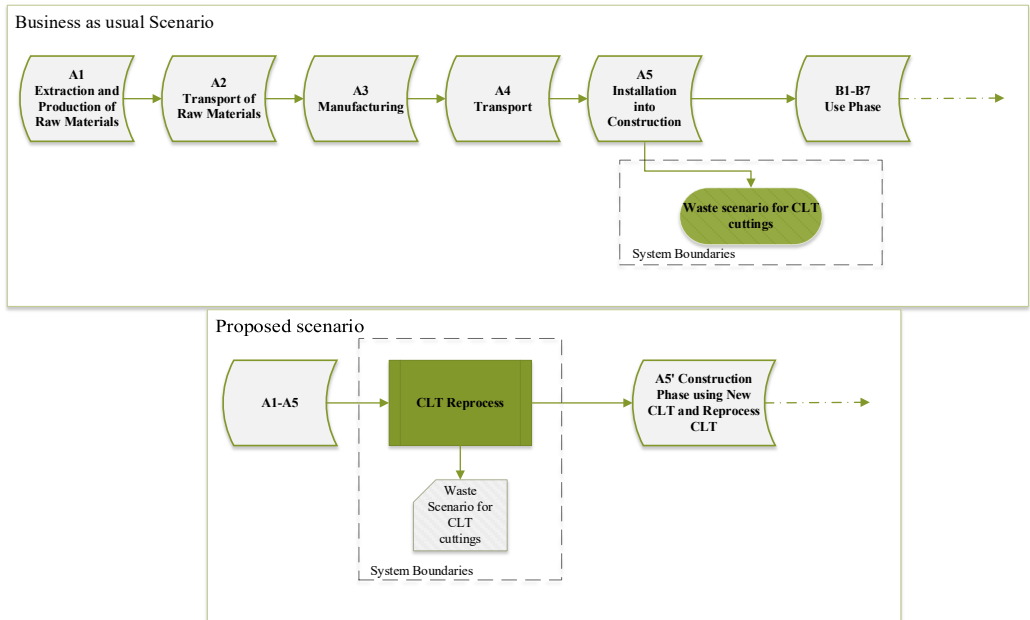 Business as usual Scenario
A1
Extraction and
Production of
Raw Materials
A2
Transport of
Raw Materials
A3
Manufacturing
A4
Transport
A5
Installation
into
Construction
B1-B7
Use Phase
Waste scenario for CLT
cuttings
System Boundaries
Proposed scenario
A1-A5
CLT Reprocess
A5' Construction
Phase using New
CLT and Reprocess
CLT
Waste
Scenario for
CLT
cuttings
System Boundaries